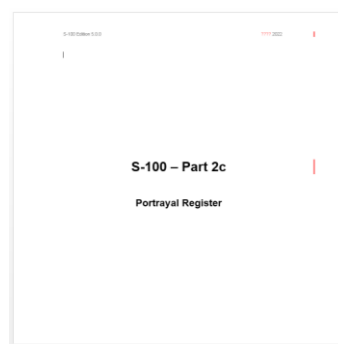 S-100 Edition 5.0.0
???? 2022
S-100 – Part 2c
Portrayal Register